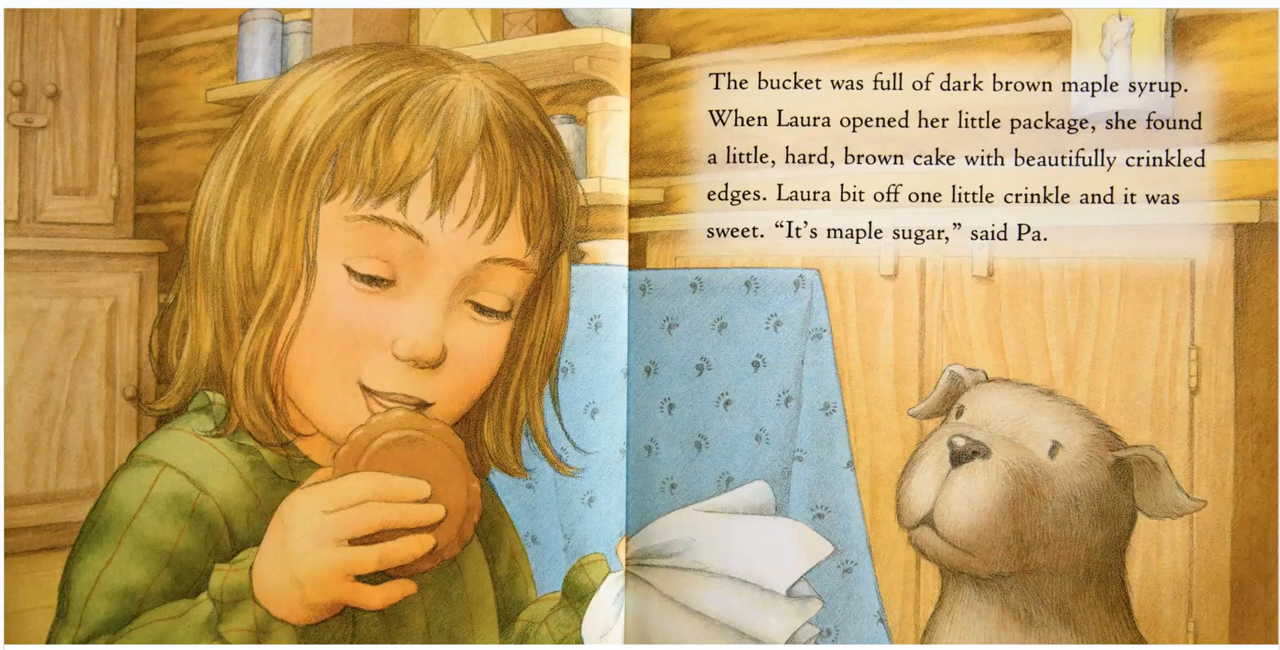 The bucket was full of dark brown maple syrup.
When Laura opened her little package, she found
a little, hard, brown cake with beautifully crinkled
edges. Laura bit off one little crinkle and it was
sweet. “It’s maple sugar,” said Pa.